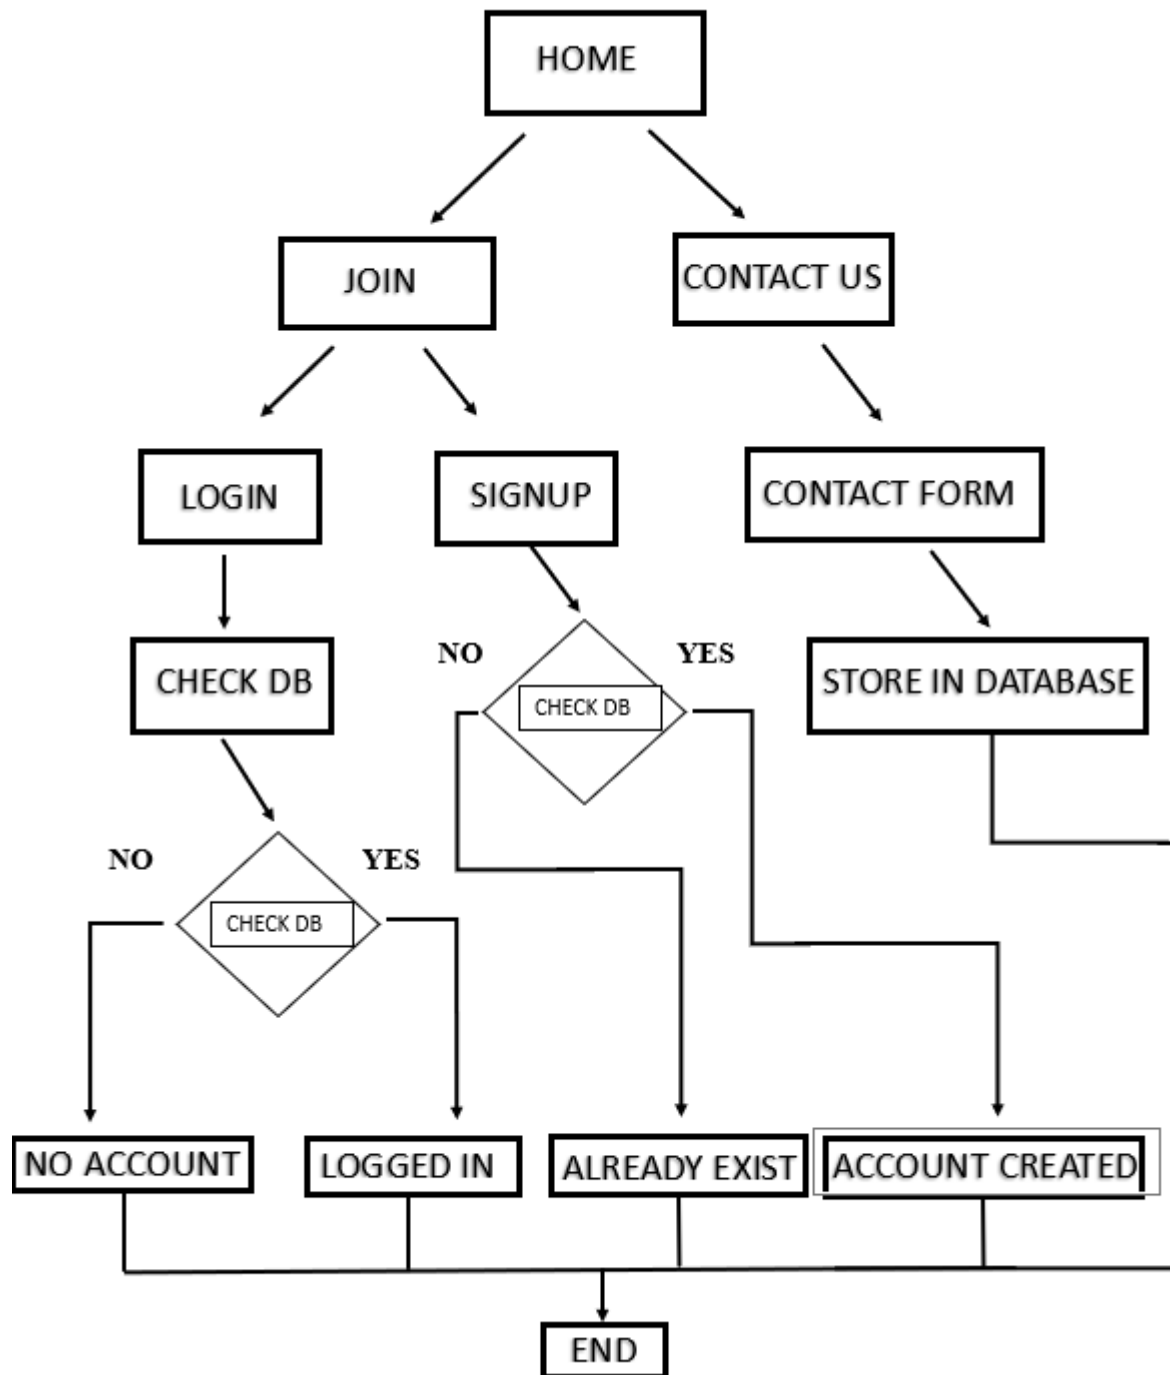 HOME
JOIN
CONTACT US
LOGIN
SIGNUP
CONTACT FORM
CHECK DB
NO
YES
CHECK DB
STORE IN DATABASE
NO
YES
CHECK DB
NO ACCOUNT
LOGGED IN
ALREADY EXIST
ACCOUNT CREATED
END